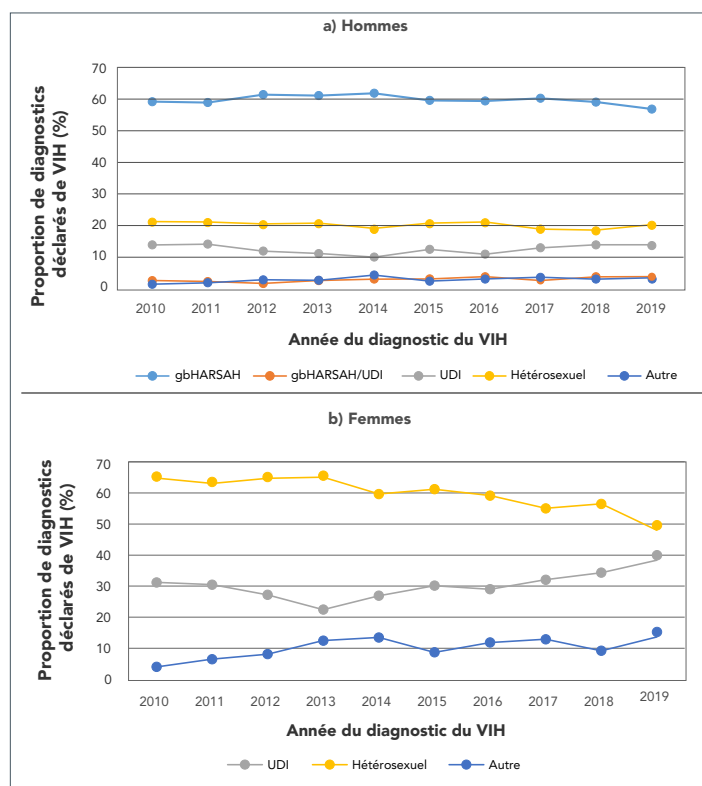 a) Hommes
Proportion de diagnostics
déclarés de VIH (%)
70
60
50
40
30
20
10
0
2010 2011 2012 2013 2014 2015 2016 2017 2018 2019
Année du diagnostic du VIH
gbHARSAH gbHARSAH/UDI UDI Hétérosexuel Autre
b) Femmes
Proportion de diagnostics
déclarés de VIH (%)
70
60
50
40
30
20
10
0
2010 2011 2012 2013 2014 2015 2016 2017 2018 2019
Année du diagnostic du VIH
UDI Hétérosexuel Autre